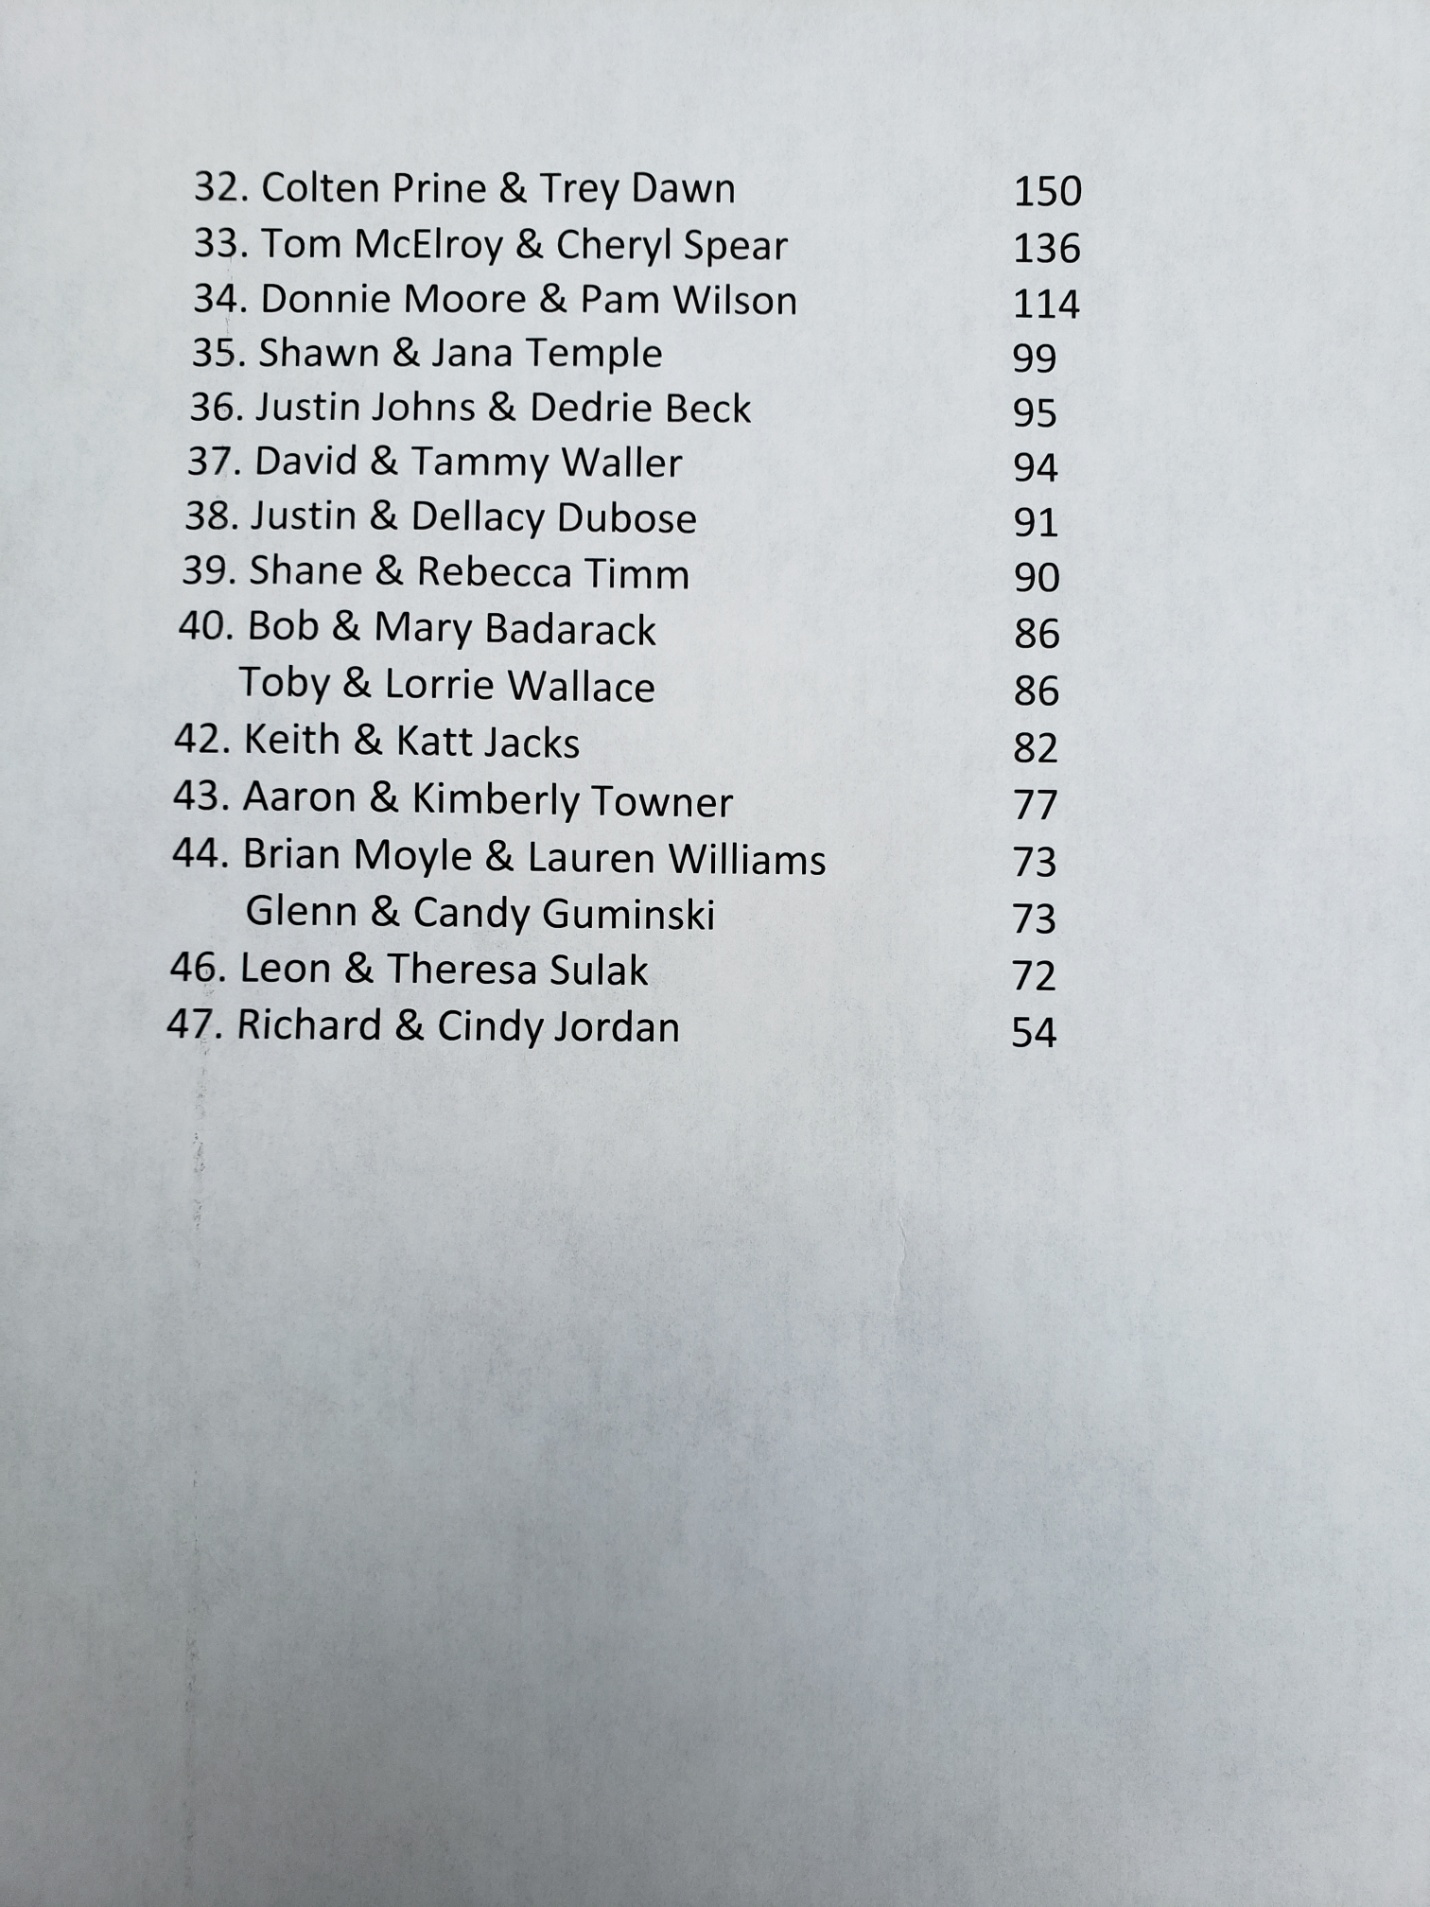 32. Colten Prine & Trey Dawn 150
33. Tom McElroy & Cheryl Spear 136
34. Donnie Moore & Pam Wilson 114
35. Shawn & Jana Temple 99
36. Justin Johns & Dedrie Beck 95
37. David & Tammy Waller 94
38. Justin & Dellacy Dubose 91
39. Shane & Rebecca Timm 90
40. Bob & Mary Badarack 86
Toby & Lorrie Wallace 86
42. Keith & Katt Jacks 82
43. Aaron & Kimberly Towner 77
44. Brian Moyle & Lauren Williams 73
Glenn & Candy Guminski 73
46. Leon & Theresa Sulak 72
47. Richard & Cindy Jordan 54